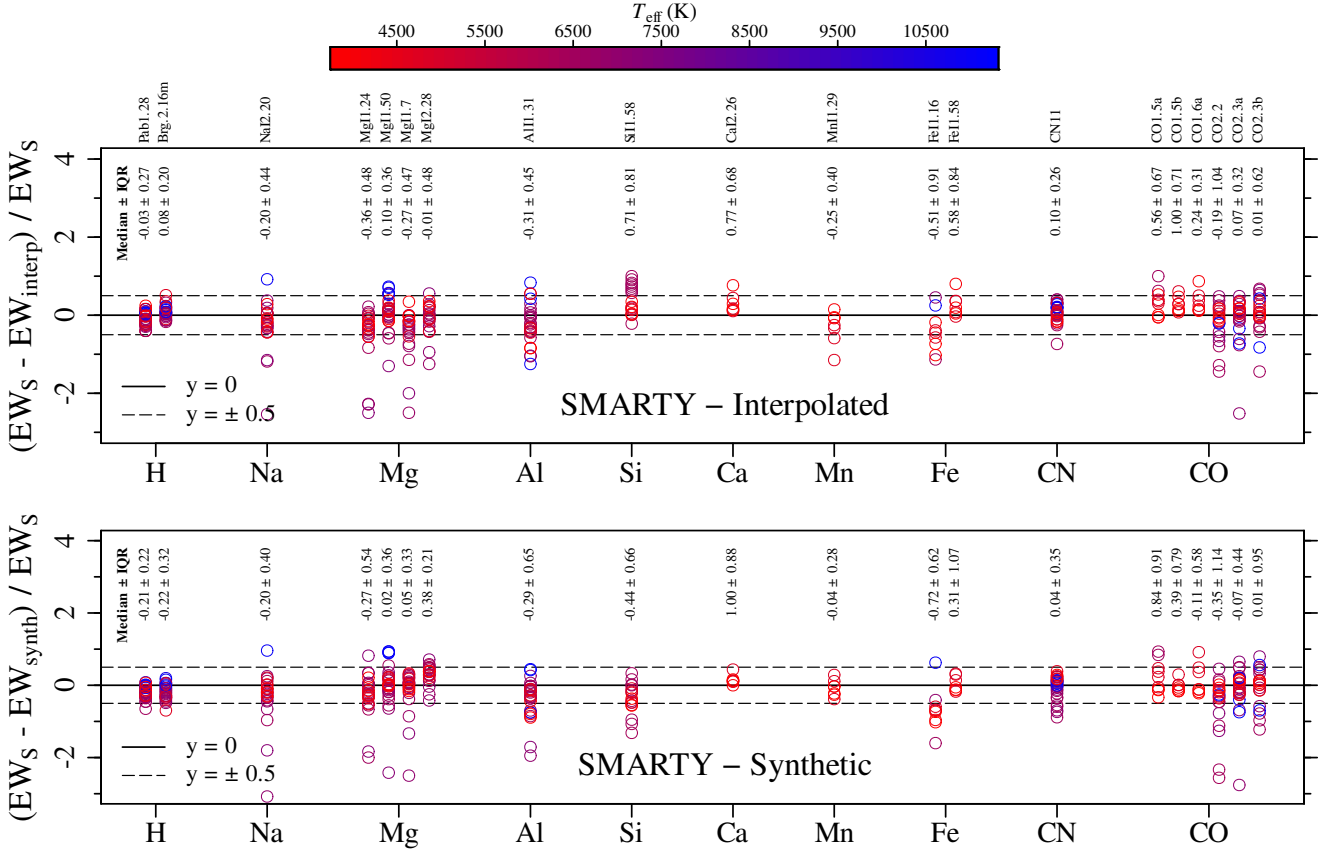 T_eff (K)
4500 5500 6500 7500 8500 9500 10500
Pab1.28 Brg.2.16m NaI2.20 MgI1.24 MgI1.50 MgI1.7 MgI2.28 AlI1.31 SiI1.58 CaI2.26 MnI1.29 FeI1.16 FeI1.58 CN11 CO1.5a CO1.5b CO1.6a CO2.2 CO2.3a CO2.3b
(EW_S - EW_interp) / EW_S
4
2
0
-2
Median ± IQR
-0.03 ± 0.27
0.08 ± 0.20
-0.20 ± 0.44
-0.36 ± 0.48
0.10 ± 0.36
-0.27 ± 0.47
-0.01 ± 0.48
-0.31 ± 0.45
0.71 ± 0.81
0.77 ± 0.68
-0.25 ± 0.40
-0.51 ± 0.91
0.58 ± 0.84
0.10 ± 0.26
0.56 ± 0.67
1.00 ± 0.71
0.24 ± 0.31
-0.19 ± 1.04
0.07 ± 0.32
0.01 ± 0.62
y = 0
y = ± 0.5
SMARTY – Interpolated
H Na Mg Al Si Ca Mn Fe CN CO
(EW_S - EW_synth) / EW_S
4
2
0
-2
Median ± IQR
-0.21 ± 0.22
-0.22 ± 0.32
-0.20 ± 0.40
-0.27 ± 0.54
0.02 ± 0.36
0.05 ± 0.33
0.38 ± 0.21
-0.29 ± 0.65
-0.44 ± 0.66
1.00 ± 0.88
-0.04 ± 0.28
-0.72 ± 0.62
0.31 ± 1.07
0.04 ± 0.35
0.84 ± 0.91
0.39 ± 0.79
-0.11 ± 0.58
-0.35 ± 1.14
-0.07 ± 0.44
0.01 ± 0.95
y = 0
y = ± 0.5
SMARTY – Synthetic
H Na Mg Al Si Ca Mn Fe CN CO